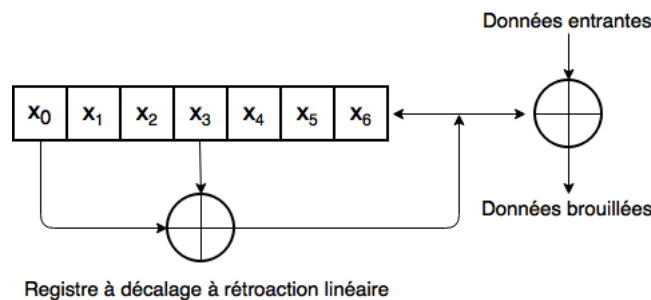 Données entrantes
x0 x1 x2 x3 x4 x5 x6
Données brouillées
Registre à décalage à rétroaction linéaire